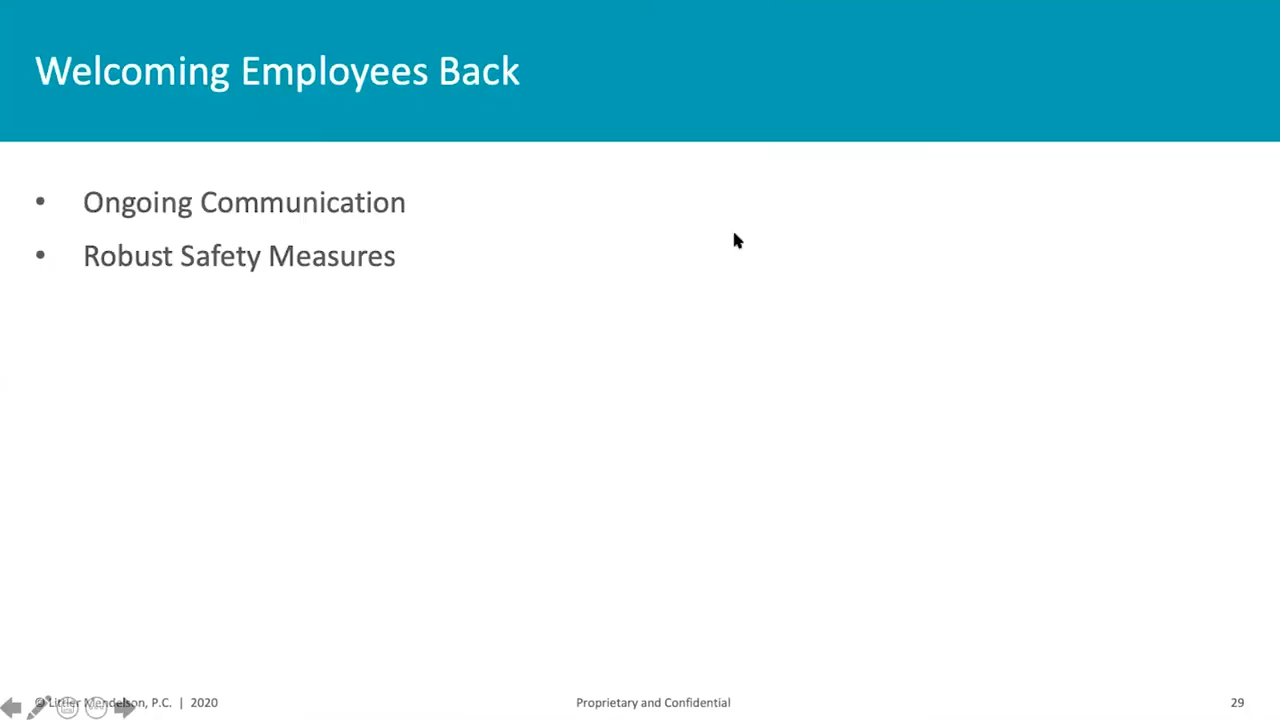 Welcoming Employees Back
• Ongoing Communication
• Robust Safety Measures
© Littler Mendelson, P.C. | 2020
Proprietary and Confidential
29